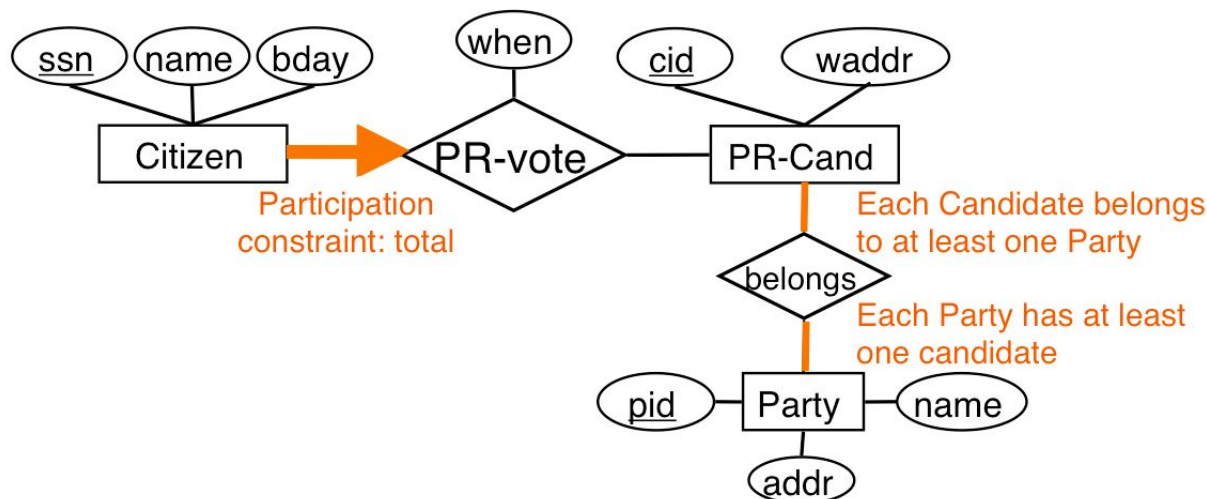 ssn
name
bday
when
cid
waddr
Citizen
PR-vote
PR-Cand
Participation
constraint: total
Each Candidate belongs
to at least one Party
belongs
Each Party has at least
one candidate
pid
Party
name
addr